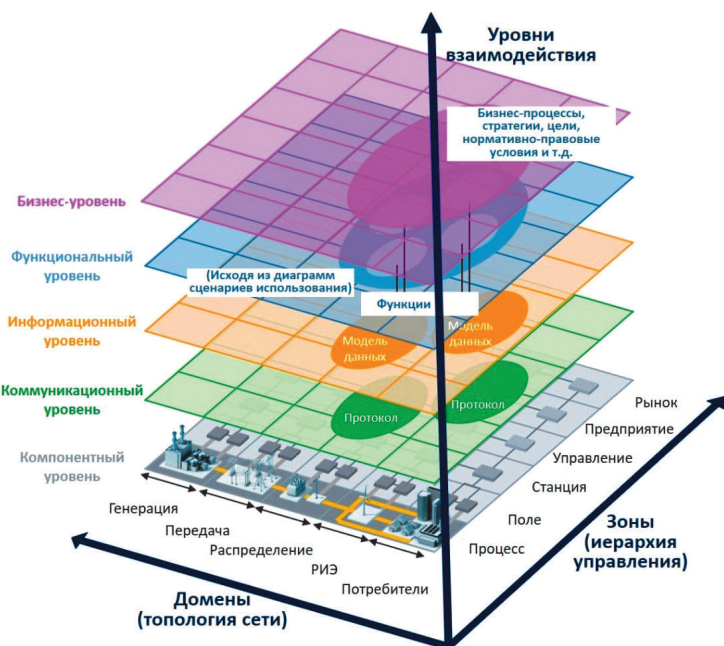 Уровни
взаимодействия
Бизнес-процессы,
стратегии, цели,
нормативно-правовые
условия и т.д.
Бизнес-уровень
Функциональный
уровень
(Исходя из диаграмм
сценариев использования)
Функции
Информационный
уровень
Модель
данных
Модель
данных
Коммуникационный
уровень
Протокол
Протокол
Компонентный
уровень
Рынок
Предприятие
Управление
Станция
Поле
Процесс
Зоны
(иерархия
управления)
Генерация
Передача
Распределение
РИЭ
Потребители
Домены
(топология сети)